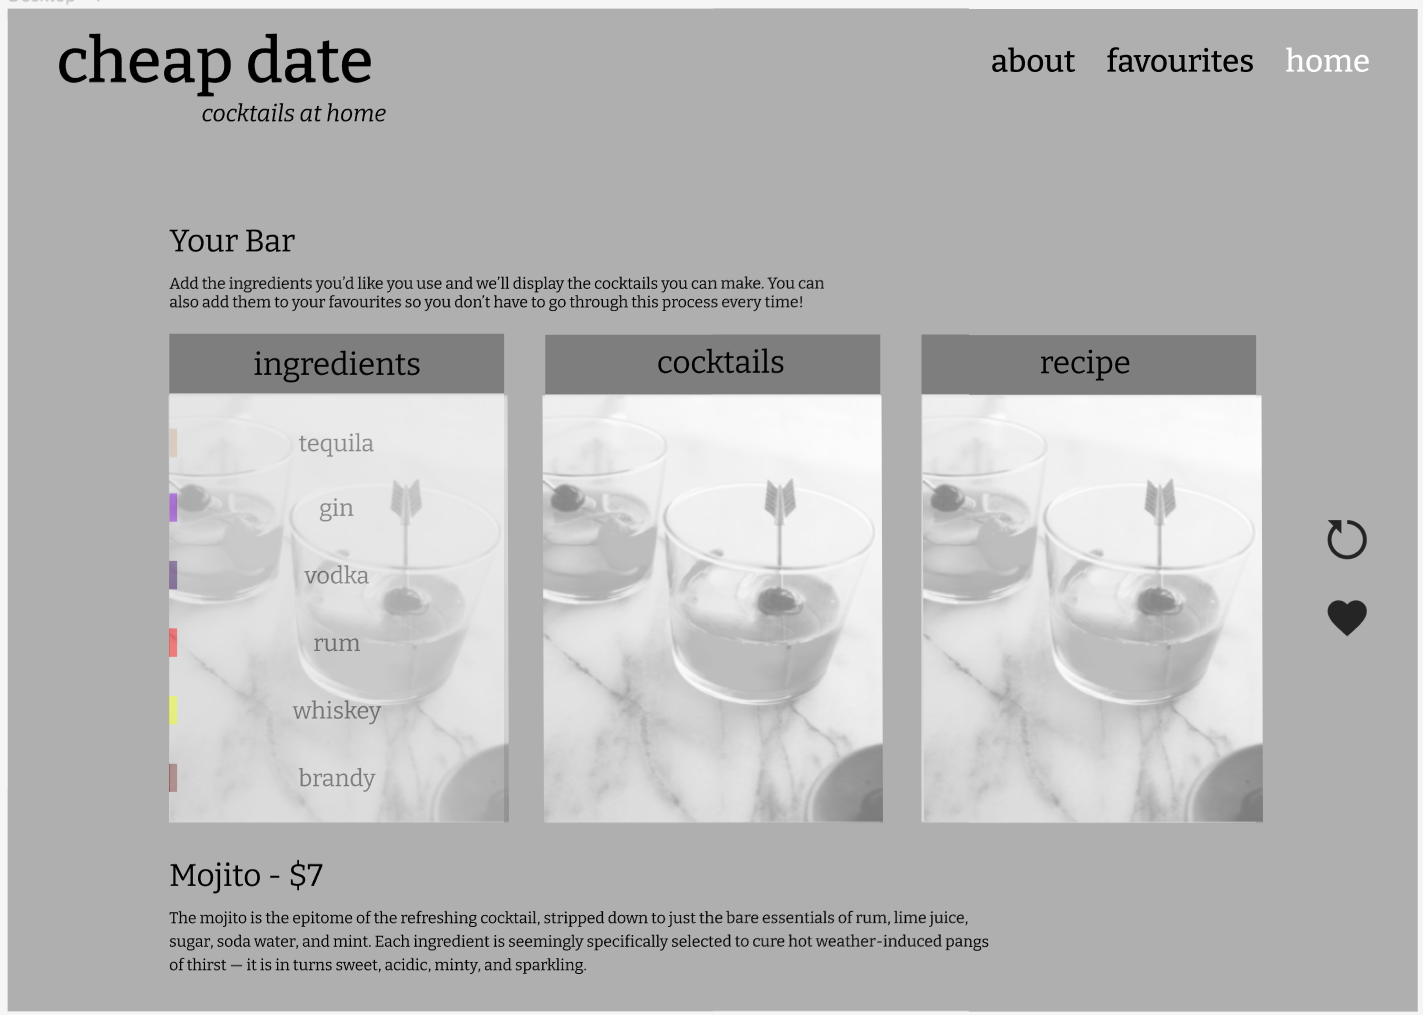 cheap date
cocktails at home
about favourites home
Your Bar
Add the ingredients you’d like you use and we’ll display the cocktails you can make. You can
also add them to your favourites so you don’t have to go through this process every time!
ingredients
tequila
gin
vodka
rum
whiskey
brandy
cocktails
recipe
Mojito - $7
The mojito is the epitome of the refreshing cocktail, stripped down to just the bare essentials of rum, lime juice,
sugar, soda water, and mint. Each ingredient is seemingly specifically selected to cure hot weather-induced pangs
of thirst — it is in turns sweet, acidic, minty, and sparkling.